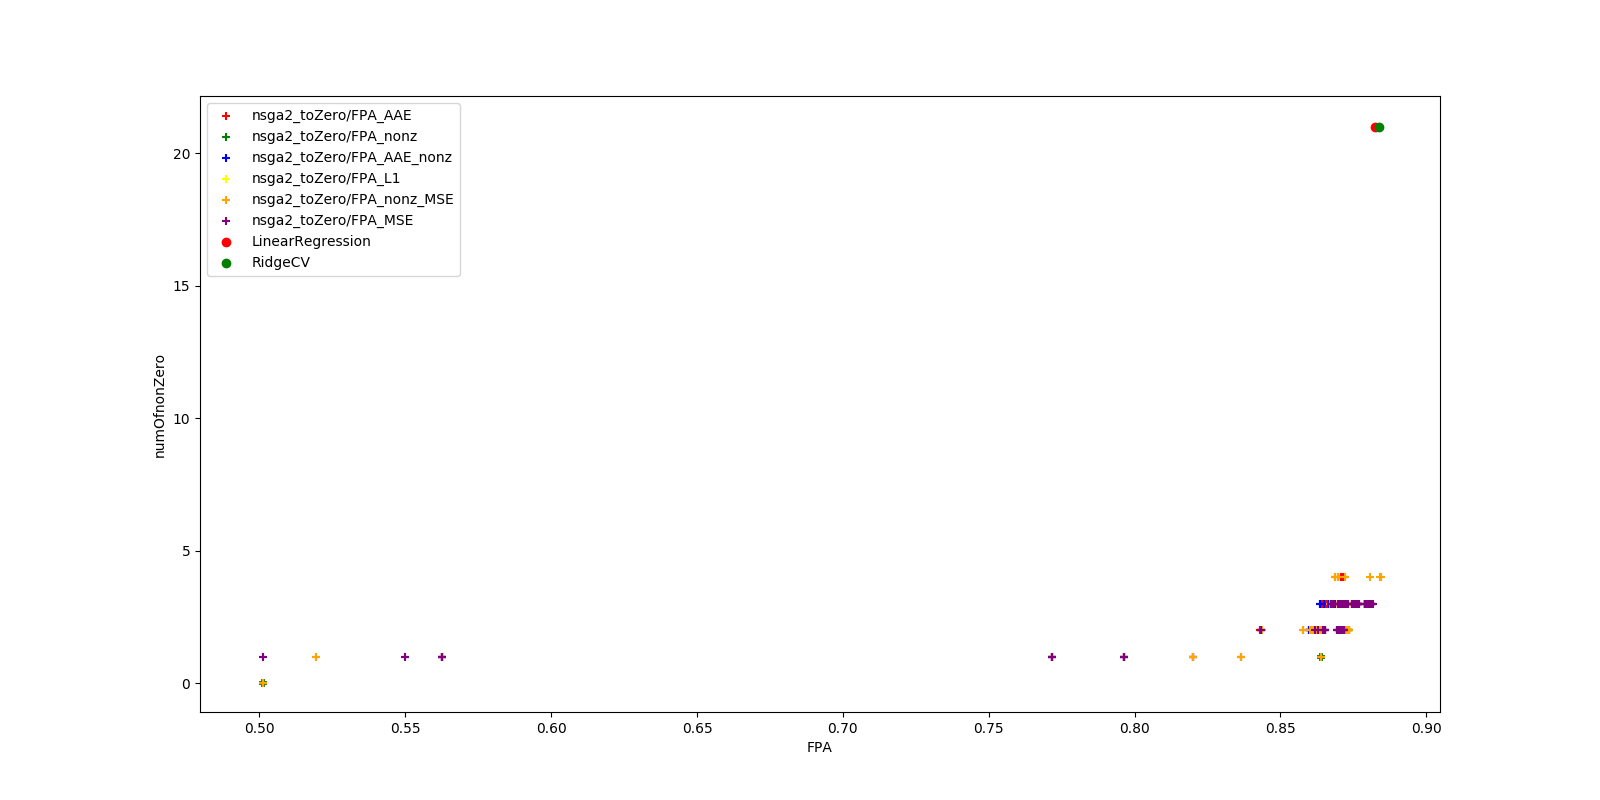 nsga2_toZero/FPA_AAE
nsga2_toZero/FPA_nonz
nsga2_toZero/FPA_AAE_nonz
nsga2_toZero/FPA_L1
nsga2_toZero/FPA_nonz_MSE
nsga2_toZero/FPA_MSE
LinearRegression
RidgeCV
numOfnonZero
20
15
10
5
0
0.50 0.55 0.60 0.65 0.70 0.75 0.80 0.85 0.90
FPA